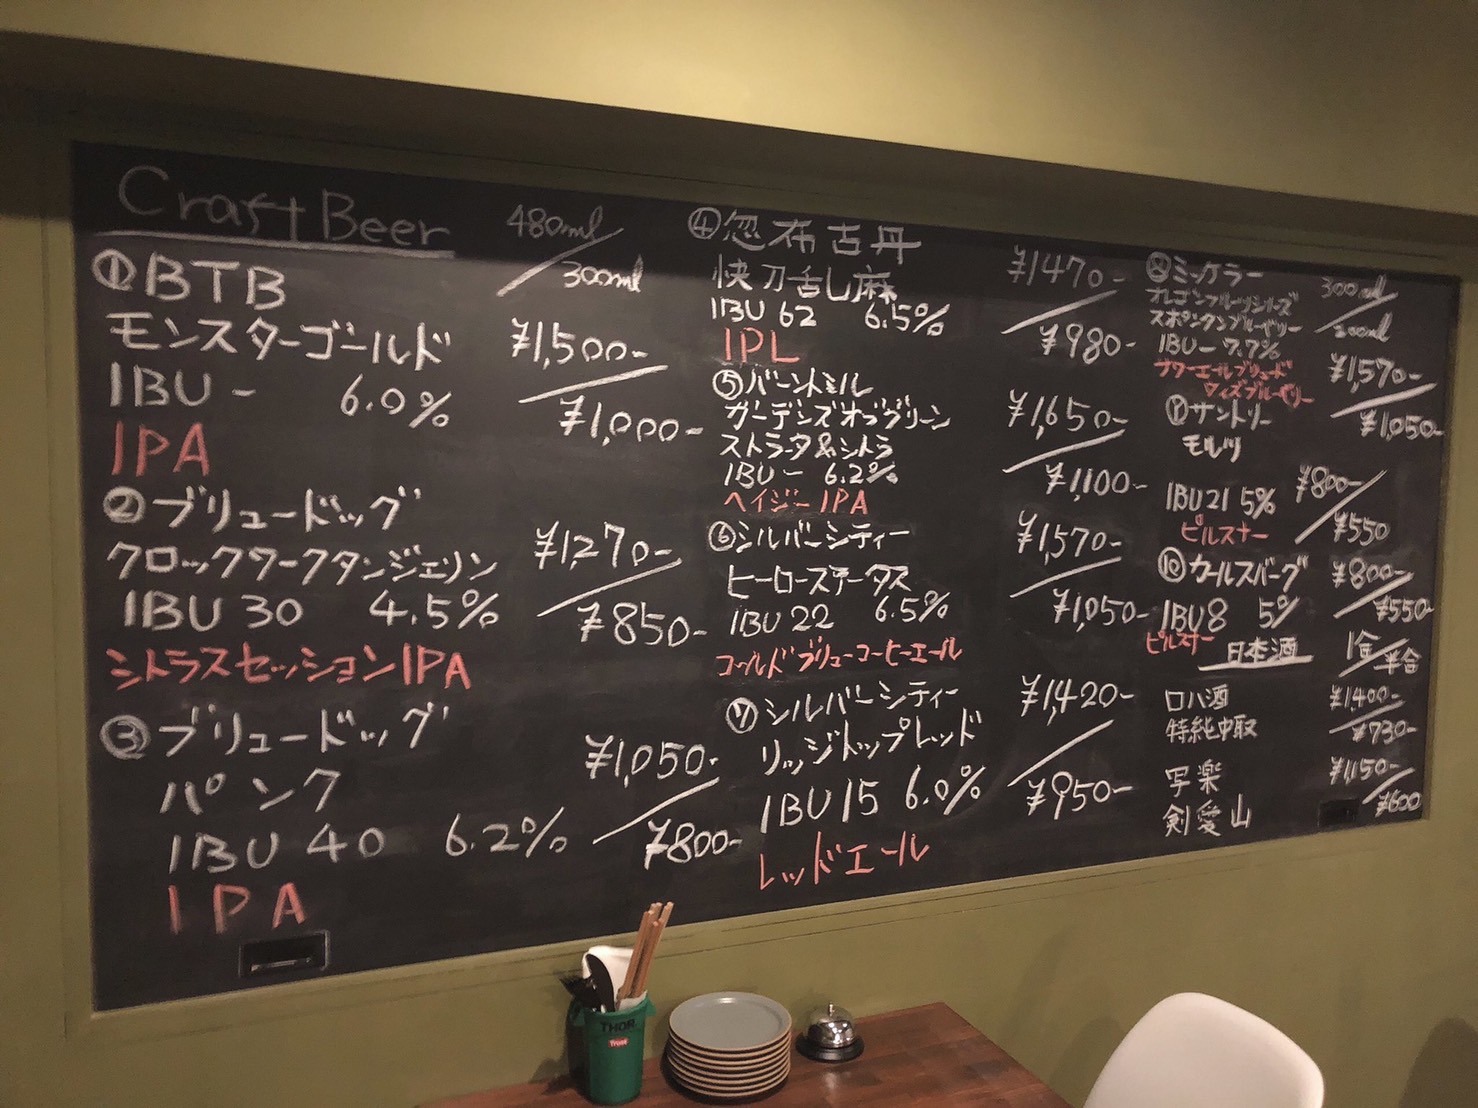 Craft Beer
480ml/300ml
①BTB
モンスターゴールド
¥1,500-/¥1,000-
IBU - 6.0%
IPA
②ブリュードッグ
クロックワークタンジェリン
¥1,270-/¥850-
IBU 30 4.5%
シトラスセッションIPA
③ブリュードッグ
パンク
¥1,050-/¥800-
IBU 40 6.2%
IPA
④忽布古丹
快刀舌し麻
¥1470-/¥980-
IBU 62 6.5%
IPL
⑤バーントミル
ガーデンズオブグリーン
ストラータ&シトラ
¥1,650-/¥1,100-
IBU - 6.2%
ヘイジーIPA
⑥シルバーシティー
ヒーローステータス
¥1,570-/¥1,050-
IBU 22 6.5%
コールドブリューコーヒーエール
⑦シルバーシティー
リッジトップレッド
¥1,420-/¥950-
IBU 15 6.0%
レッドエール
⑧ミッケラー
オレゴンフルーツシリーズ
スポンタンブルーベリー
300ml/200ml
IBU - 7.7%
サワーエールブリュード
ウィズブルーベリー
¥1,570-/¥1,050-
⑨サントリー
モルツ
IBU 21 5%
¥800-/¥550
ピルスナー
⑩カールスバーグ
¥800-/¥550-
IBU 8 5%
ピルスナー
日本酒
1合/半合
ロ八酒
特純中取
¥1,400-/¥730-
写楽
剣愛山
¥1,150-/¥600
THOR
Trust